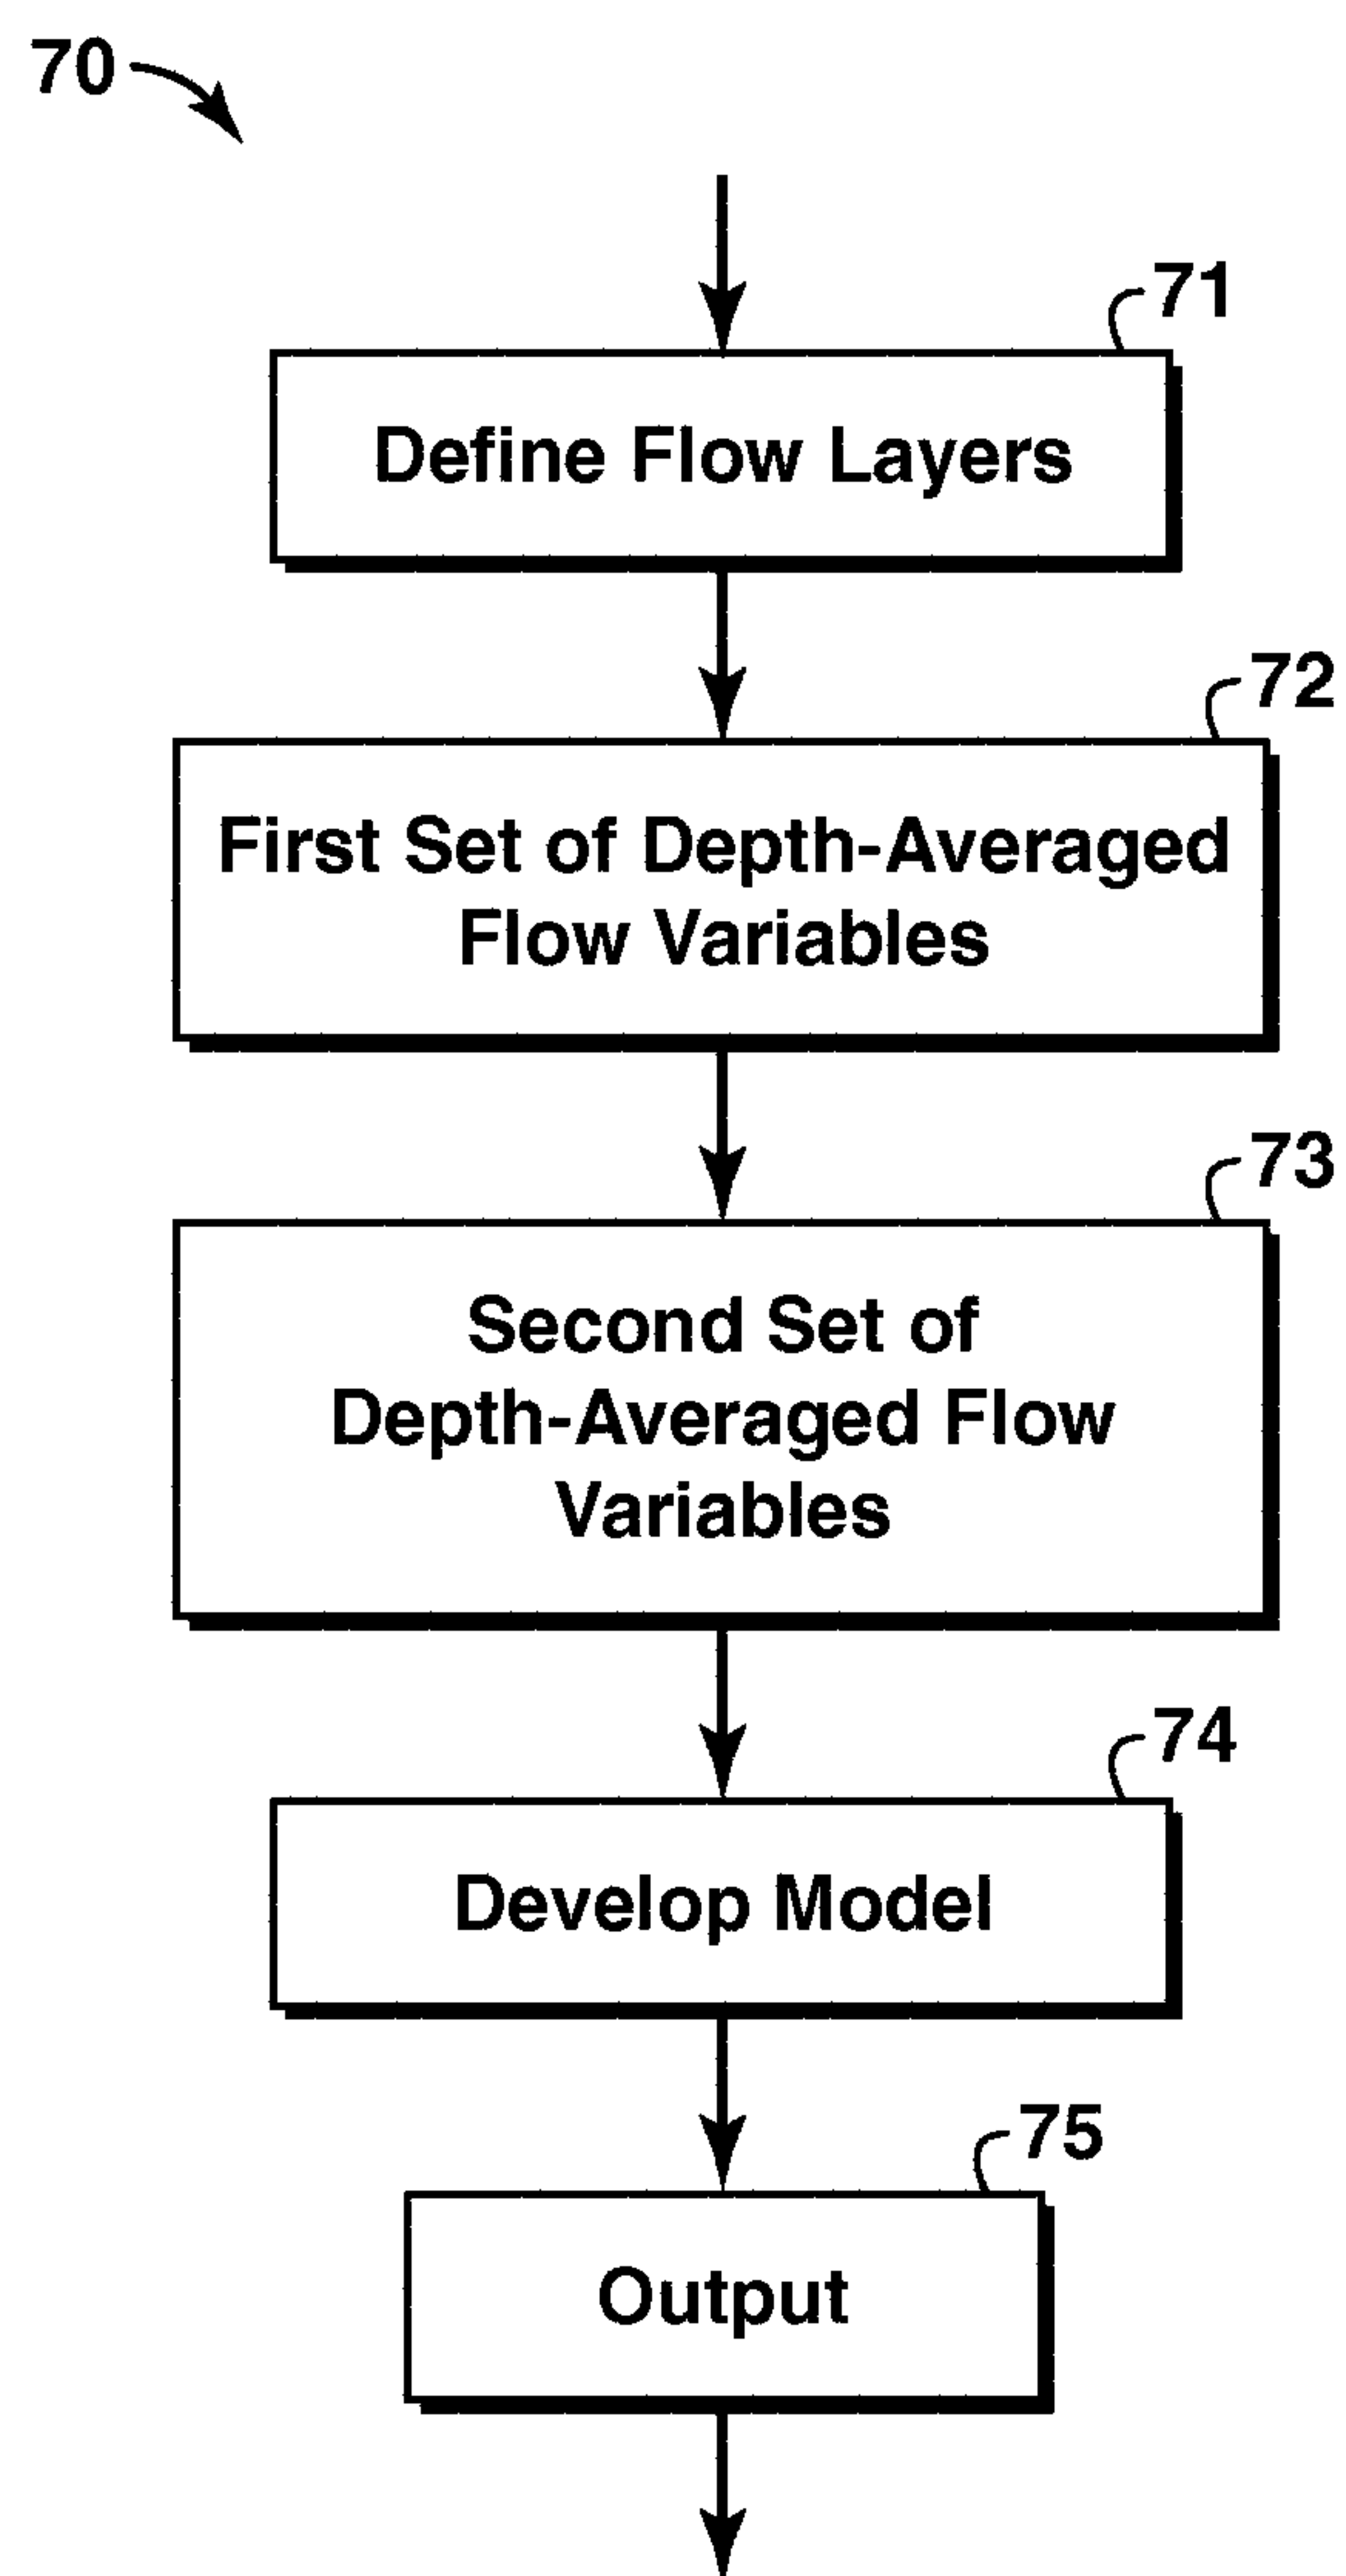 70
71
Define Flow Layers
72
First Set of Depth-Averaged
Flow Variables
73
Second Set of
Depth-Averaged Flow
Variables
74
Develop Model
75
Output